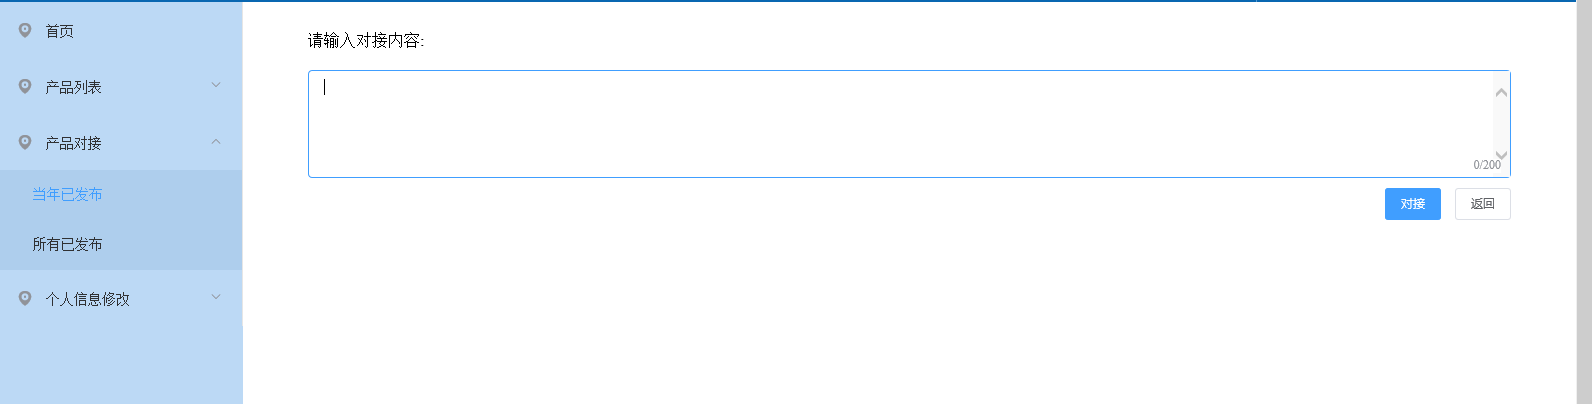 首页
产品列表
产品对接
当年已发布
所有已发布
个人信息修改
请输入对接内容:
0/200
对接
返回